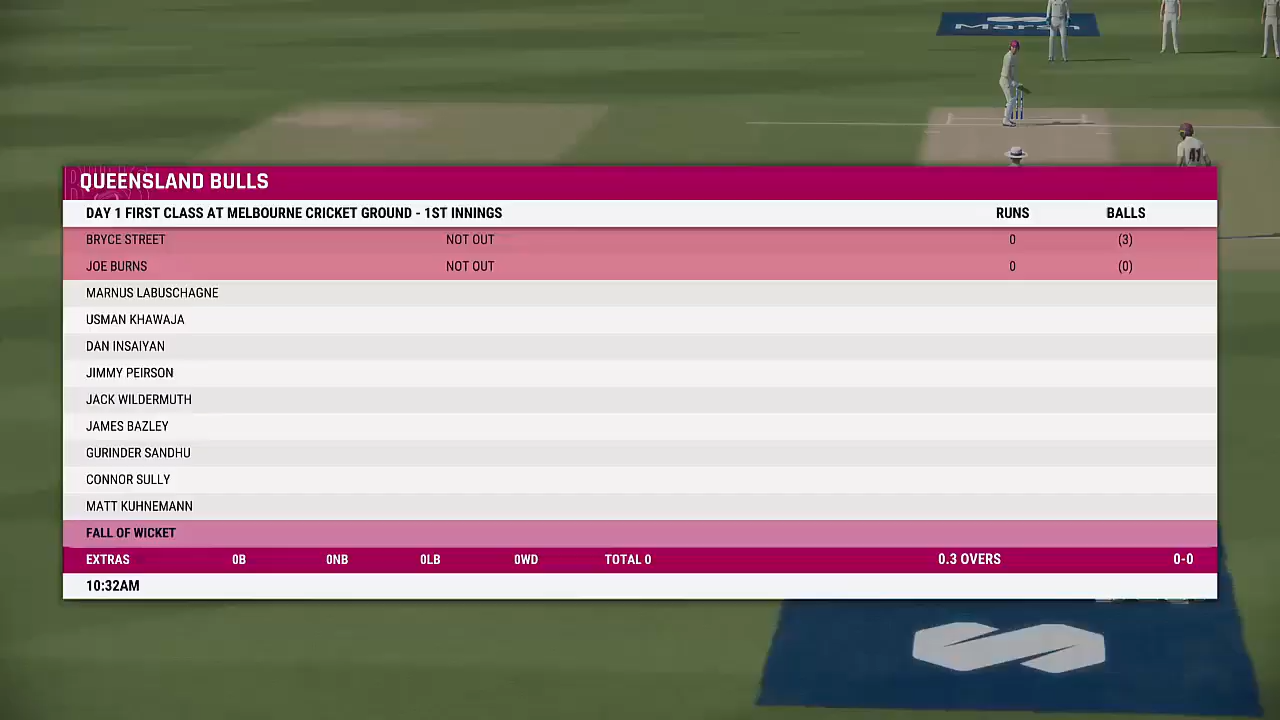 Marsh
47
QUEENSLAND BULLS
DAY 1 FIRST CLASS AT MELBOURNE CRICKET GROUND - 1ST INNINGS RUNS BALLS
BRYCE STREET NOT OUT 0 (3)
JOE BURNS NOT OUT 0 (0)
MARNUS LABUSCHAGNE
USMAN KHAWAJA
DAN INSAIYAN
JIMMY PEIRSON
JACK WILDERMUTH
JAMES BAZLEY
GURINDER SANDHU
CONNOR SULLY
MATT KUHNEMANN
FALL OF WICKET
EXTRAS 0B 0NB 0LB 0WD TOTAL 0 0.3 OVERS 0-0
10:32AM